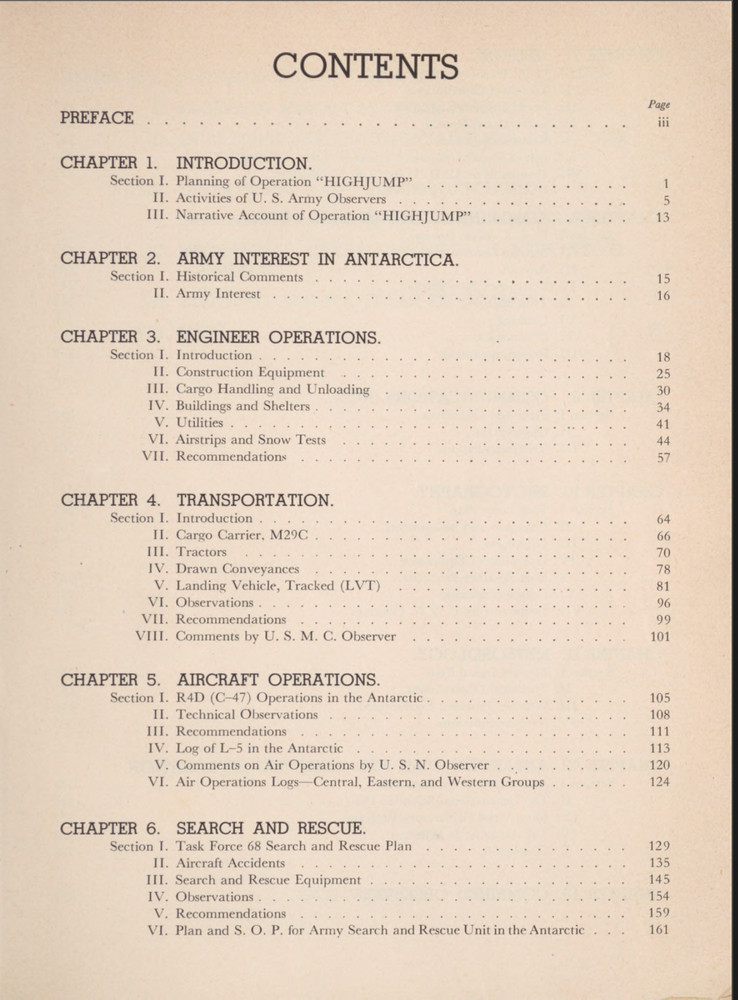 CONTENTS
Page
PREFACE . . . . . . . . . . . . . . . . . . . . . . . . . . . . iii
CHAPTER 1. INTRODUCTION.
Section I. Planning of Operation “HIGHJUMP” . . . . . . . . . . . . . 1
II. Activities of U. S. Army Observers . . . . . . . . . . . . . . 5
III. Narrative Account of Operation “HIGHJUMP” . . . . . . . . . 13
CHAPTER 2. ARMY INTEREST IN ANTARCTICA.
Section I. Historical Comments . . . . . . . . . . . . . . . . . . . 15
II. Army Interest . . . . . . . . . . . . . . . . . . . . . . 16
CHAPTER 3. ENGINEER OPERATIONS.
Section I. Introduction . . . . . . . . . . . . . . . . . . . . . . 18
II. Construction Equipment . . . . . . . . . . . . . . . . . 25
III. Cargo Handling and Unloading . . . . . . . . . . . . . . 30
IV. Buildings and Shelters . . . . . . . . . . . . . . . . . . . 34
V. Utilities . . . . . . . . . . . . . . . . . . . . . . . . 41
VI. Airstrips and Snow Tests . . . . . . . . . . . . . . . . . 44
VII. Recommendations . . . . . . . . . . . . . . . . . . . . 57
CHAPTER 4. TRANSPORTATION.
Section I. Introduction . . . . . . . . . . . . . . . . . . . . . . 64
II. Cargo Carrier, M29C . . . . . . . . . . . . . . . . . . . 66
III. Tractors . . . . . . . . . . . . . . . . . . . . . . . 70
IV. Drawn Conveyances . . . . . . . . . . . . . . . . . . . 78
V. Landing Vehicle, Tracked (LVT) . . . . . . . . . . . . . . 81
VI. Observations . . . . . . . . . . . . . . . . . . . . . . 96
VII. Recommendations . . . . . . . . . . . . . . . . . . . . 99
VIII. Comments by U. S. M. C. Observer . . . . . . . . . . . . . 101
CHAPTER 5. AIRCRAFT OPERATIONS.
Section I. R4D (C–47) Operations in the Antarctic . . . . . . . . . . . . 105
II. Technical Observations . . . . . . . . . . . . . . . . . . 108
III. Recommendations . . . . . . . . . . . . . . . . . . . . 111
IV. Log of L–5 in the Antarctic . . . . . . . . . . . . . . . . 113
V. Comments on Air Operations by U. S. N. Observer . . . . . . . . 120
VI. Air Operations Logs—Central, Eastern, and Western Groups . . . . . . 124
CHAPTER 6. SEARCH AND RESCUE.
Section I. Task Force 68 Search and Rescue Plan . . . . . . . . . . . . 129
II. Aircraft Accidents . . . . . . . . . . . . . . . . . . . . 135
III. Search and Rescue Equipment . . . . . . . . . . . . . . . 145
IV. Observations . . . . . . . . . . . . . . . . . . . . . . 154
V. Recommendations . . . . . . . . . . . . . . . . . . . . 159
VI. Plan and S. O. P. for Army Search and Rescue Unit in the Antarctic . . . 161